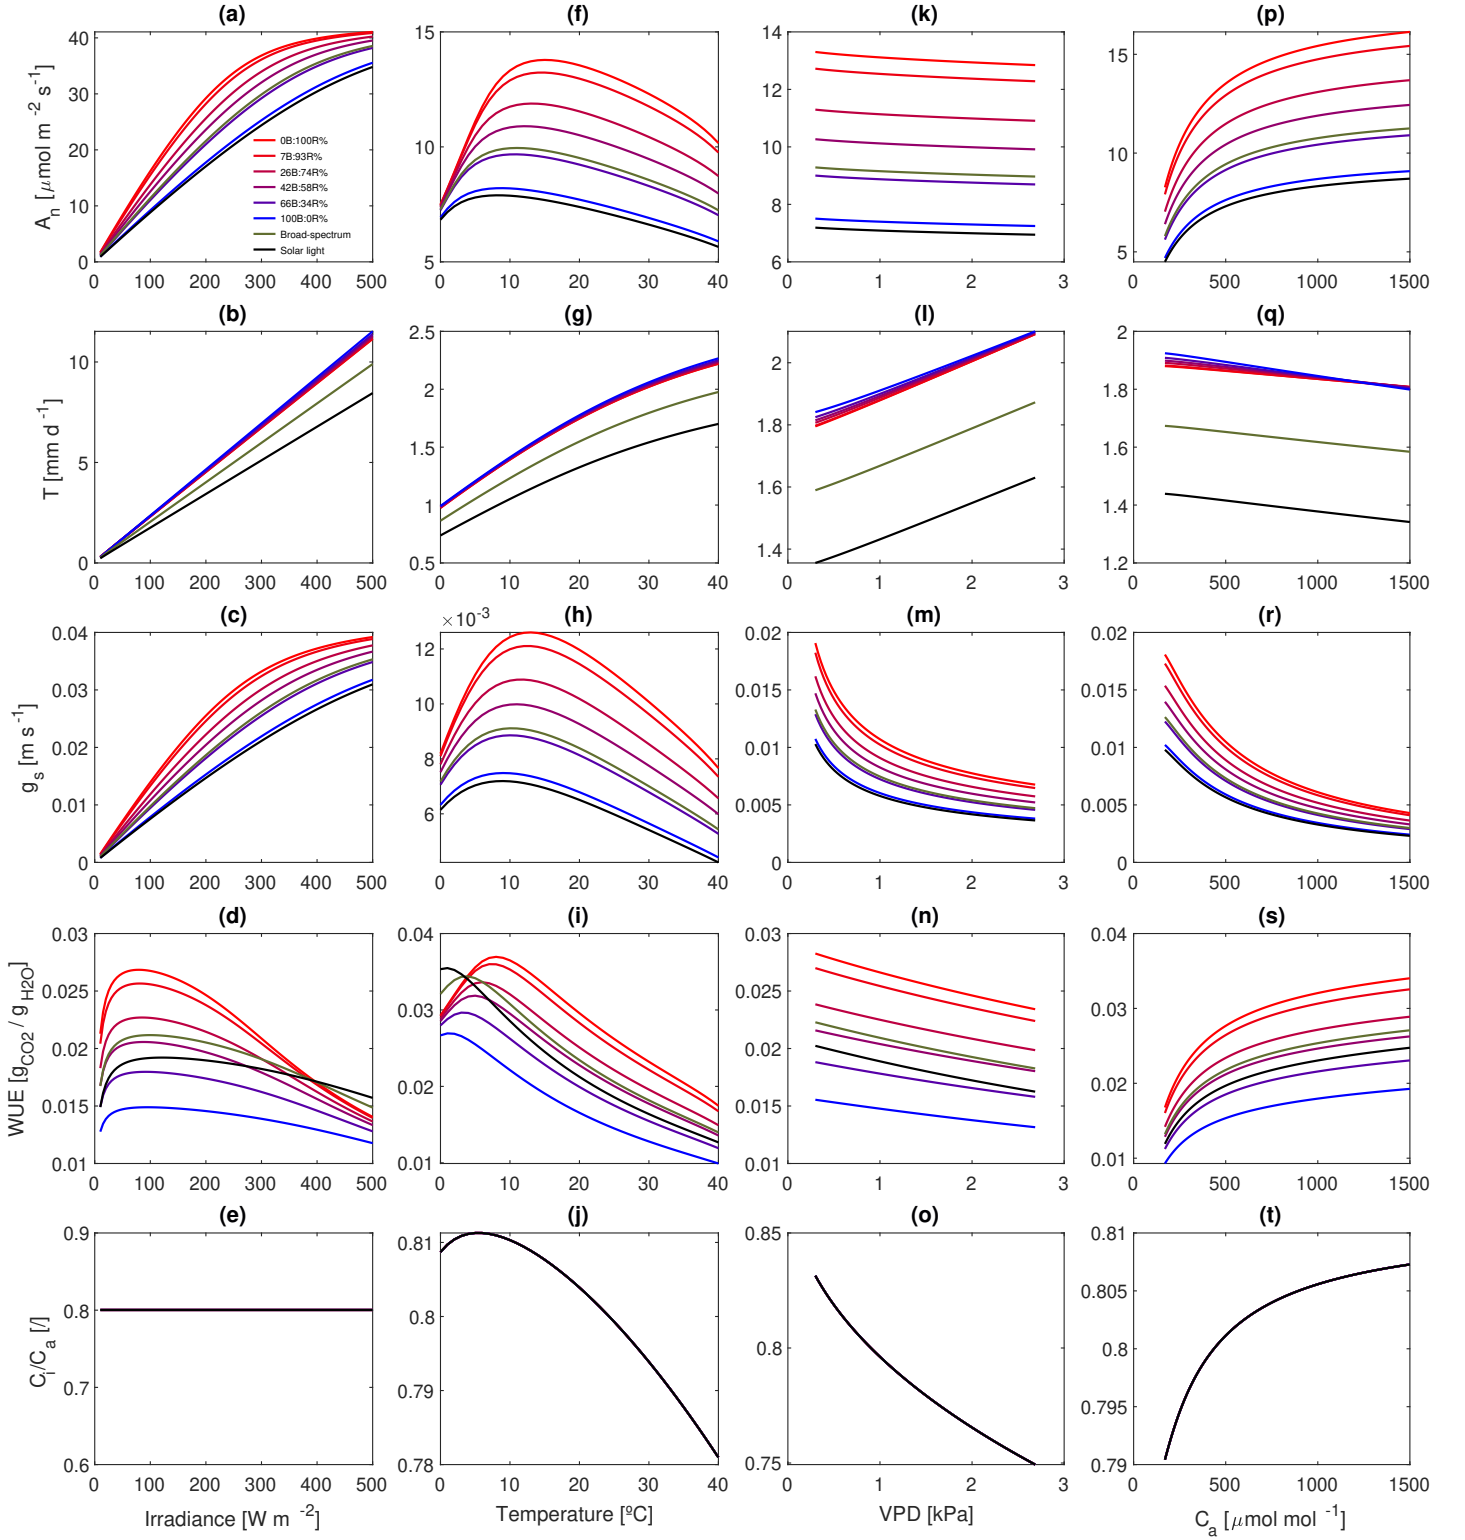 (a)
40
30
20
10
0
0 100 200 300 400 500
A_n [μmol m^-2 s^-1]
0B:100R%
7B:93R%
26B:74R%
42B:58R%
66B:34R%
100B:0R%
Broad-spectrum
Solar light
(f)
15
10
5
0 10 20 30 40
(k)
14
12
10
8
6
0 1 2 3
(p)
15
10
5
0 500 1000 1500
(b)
10
5
0
0 100 200 300 400 500
T [mm d^-1]
(g)
2.5
2
1.5
1
0.5
0 10 20 30 40
(l)
2
1.8
1.6
1.4
0 1 2 3
(q)
2
1.8
1.6
1.4
1.2
0 500 1000 1500
(c)
0.04
0.03
0.02
0.01
0
0 100 200 300 400 500
g_s [m s^-1]
(h)
×10^-3
12
10
8
6
0 10 20 30 40
(m)
0.02
0.015
0.01
0.005
0
0 1 2 3
(r)
0.02
0.015
0.01
0.005
0
0 500 1000 1500
(d)
0.03
0.025
0.02
0.015
0.01
0 100 200 300 400 500
WUE [g_CO2 / g_H2O]
(i)
0.04
0.03
0.02
0.01
0 10 20 30 40
(n)
0.03
0.025
0.02
0.015
0.01
0 1 2 3
(s)
0.04
0.03
0.02
0.01
0 500 1000 1500
(e)
0.9
0.8
0.7
0.6
0 100 200 300 400 500
C_i/C_a [/]
Irradiance [W m^-2]
(j)
0.81
0.8
0.79
0.78
0 10 20 30 40
Temperature [ºC]
(o)
0.85
0.8
0.75
0 1 2 3
VPD [kPa]
(t)
0.81
0.805
0.8
0.795
0.79
0 500 1000 1500
C_a [μmol mol^-1]